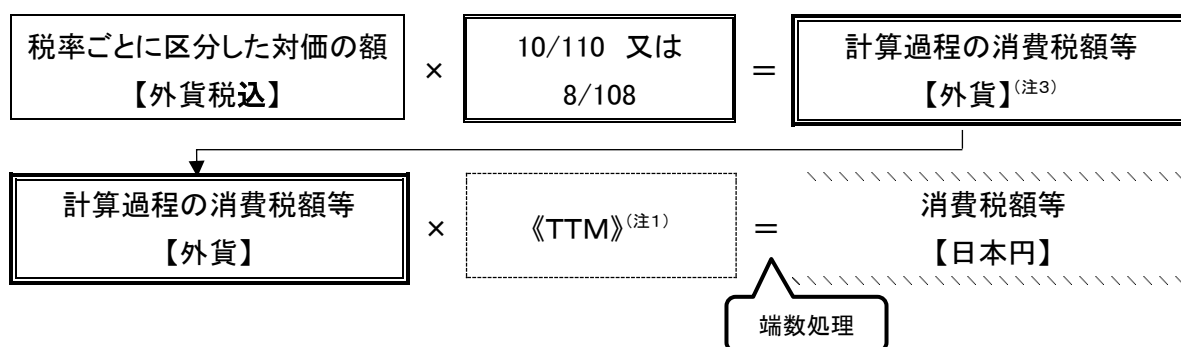 税率ごとに区分した対価の額
【外貨税込】
×
10/110 又は
8/108
=
計算過程の消費税額等
【外貨】(注3)
計算過程の消費税額等
【外貨】
×
《TTM》(注1)
=
消費税額等
【日本円】
端数処理